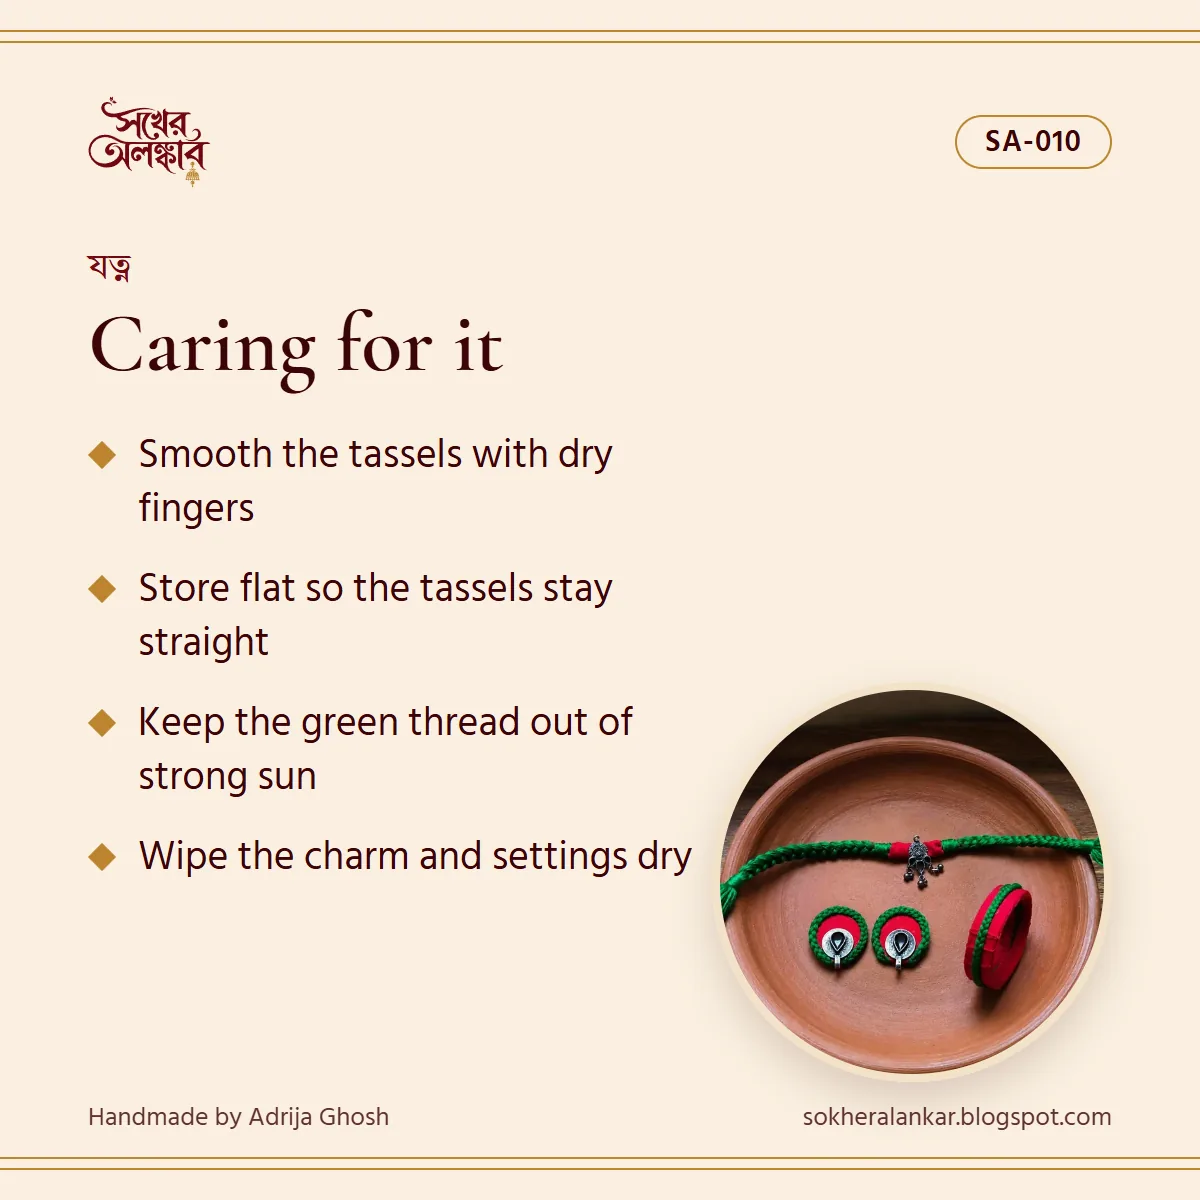 সখের
অলঙ্কার
SA-010
যত্ন
Caring for it
Smooth the tassels with dry
fingers
Store flat so the tassels stay
straight
Keep the green thread out of
strong sun
Wipe the charm and settings dry
Handmade by Adrija Ghosh
sokheralankar.blogspot.com